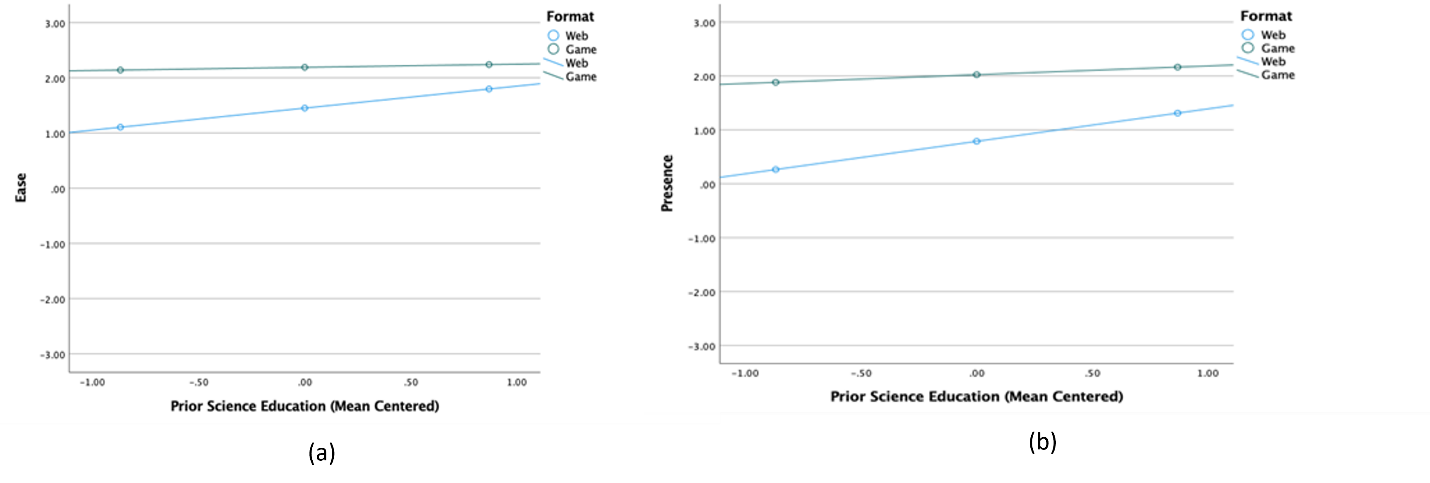 3.00
2.00
1.00
.00
-1.00
-2.00
-3.00
Ease
-1.00 -.50 .00 .50 1.00
Prior Science Education (Mean Centered)
Format
Web
Game
Web
Game
(a)
3.00
2.00
1.00
.00
-1.00
-2.00
-3.00
Presence
-1.00 -.50 .00 .50 1.00
Prior Science Education (Mean Centered)
Format
Web
Game
Web
Game
(b)